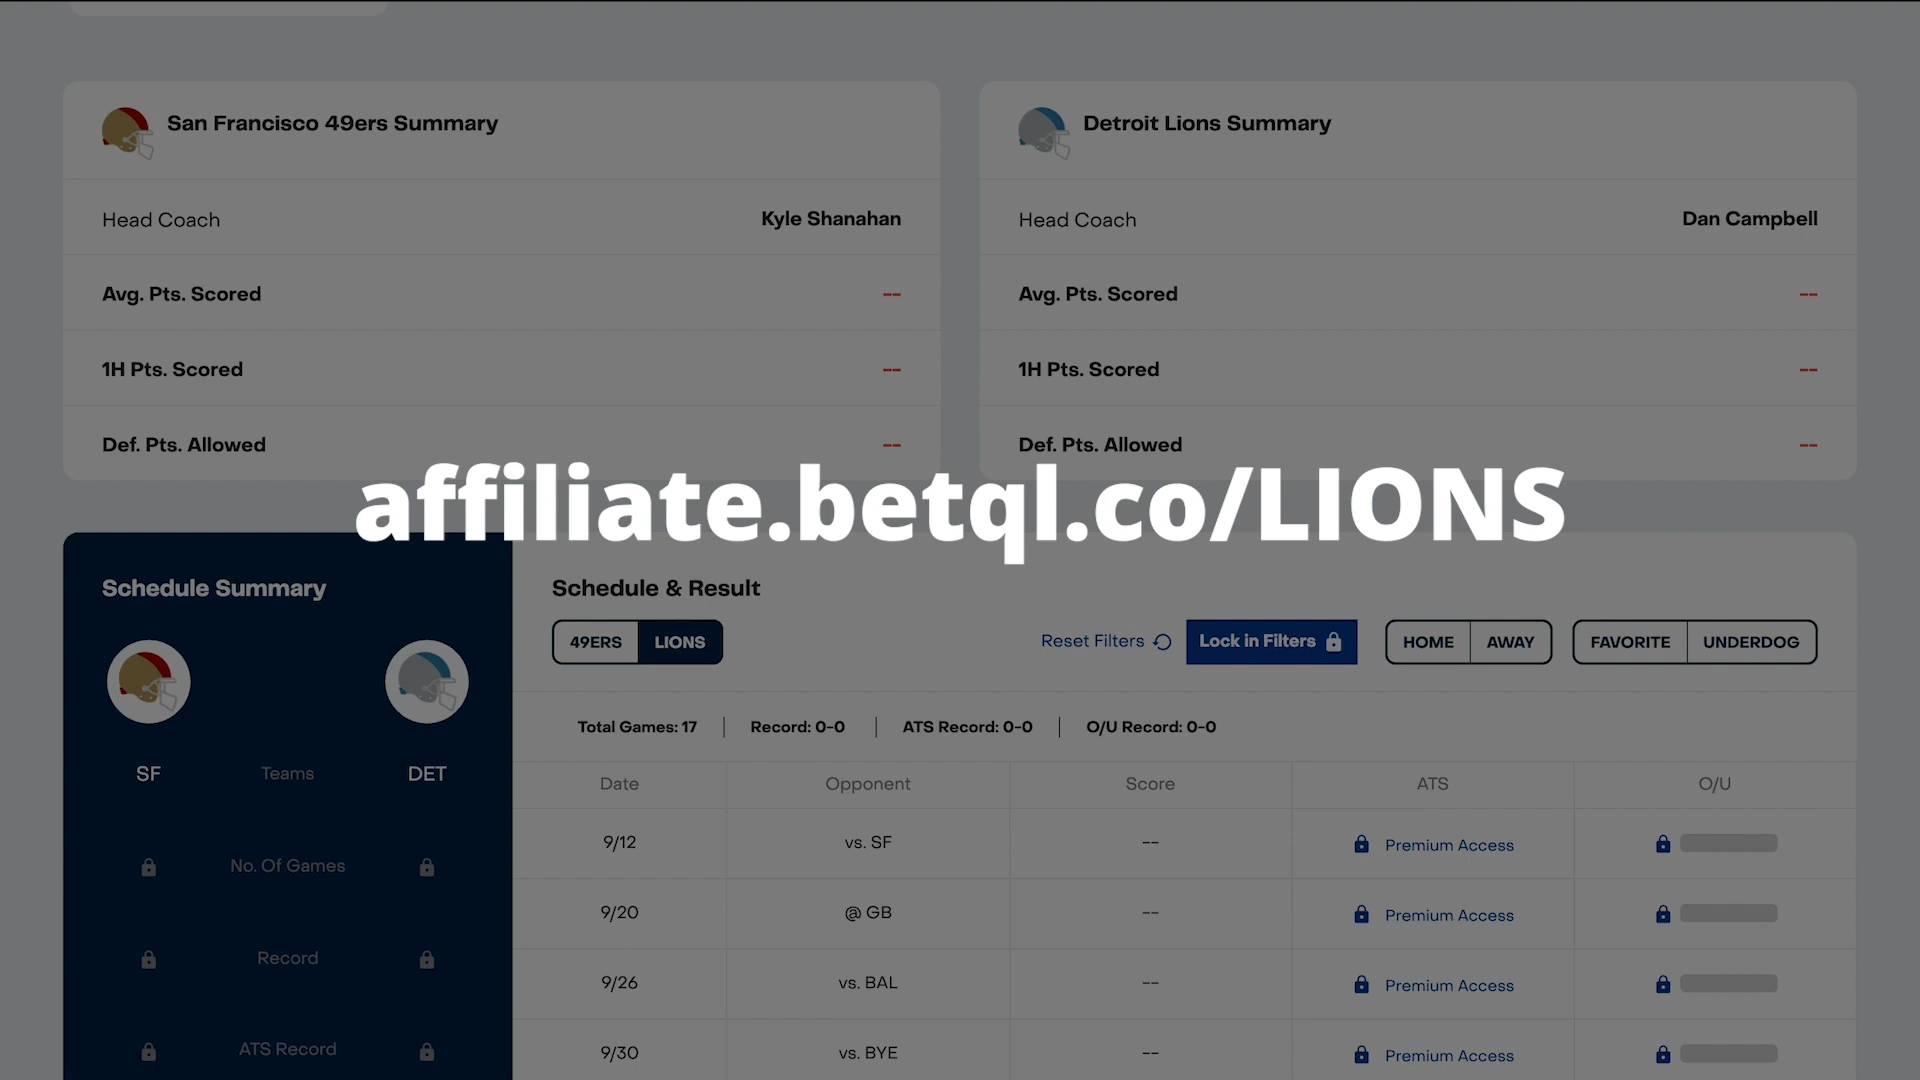 San Francisco 49ers Summary
Head Coach
Kyle Shanahan
Avg. Pts. Scored
--
1H Pts. Scored
--
Def. Pts. Allowed
--
Detroit Lions Summary
Head Coach
Dan Campbell
Avg. Pts. Scored
--
1H Pts. Scored
--
Def. Pts. Allowed
--
affiliate.betql.co/LIONS
Schedule Summary
SF Teams DET
No. Of Games
Record
ATS Record
Schedule & Result
49ERS LIONS
Reset Filters
Lock in Filters
HOME AWAY
FAVORITE UNDERDOG
Total Games: 17 | Record: 0-0 | ATS Record: 0-0 | O/U Record: 0-0
Date Opponent Score ATS O/U
9/12 vs. SF -- Premium Access
9/20 @ GB -- Premium Access
9/26 vs. BAL -- Premium Access
9/30 vs. BYE -- Premium Access